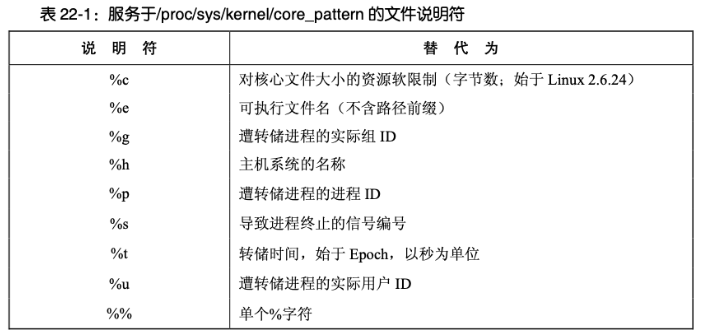 表 22-1：服务于/proc/sys/kernel/core_pattern 的文件说明符
说 明 符 替 代 为
%c 对核心文件大小的资源软限制（字节数；始于 Linux 2.6.24）
%e 可执行文件名（不含路径前缀）
%g 遭转储进程的实际组 ID
%h 主机系统的名称
%p 遭转储进程的进程 ID
%s 导致进程终止的信号编号
%t 转储时间，始于 Epoch，以秒为单位
%u 遭转储进程的实际用户 ID
%% 单个%字符